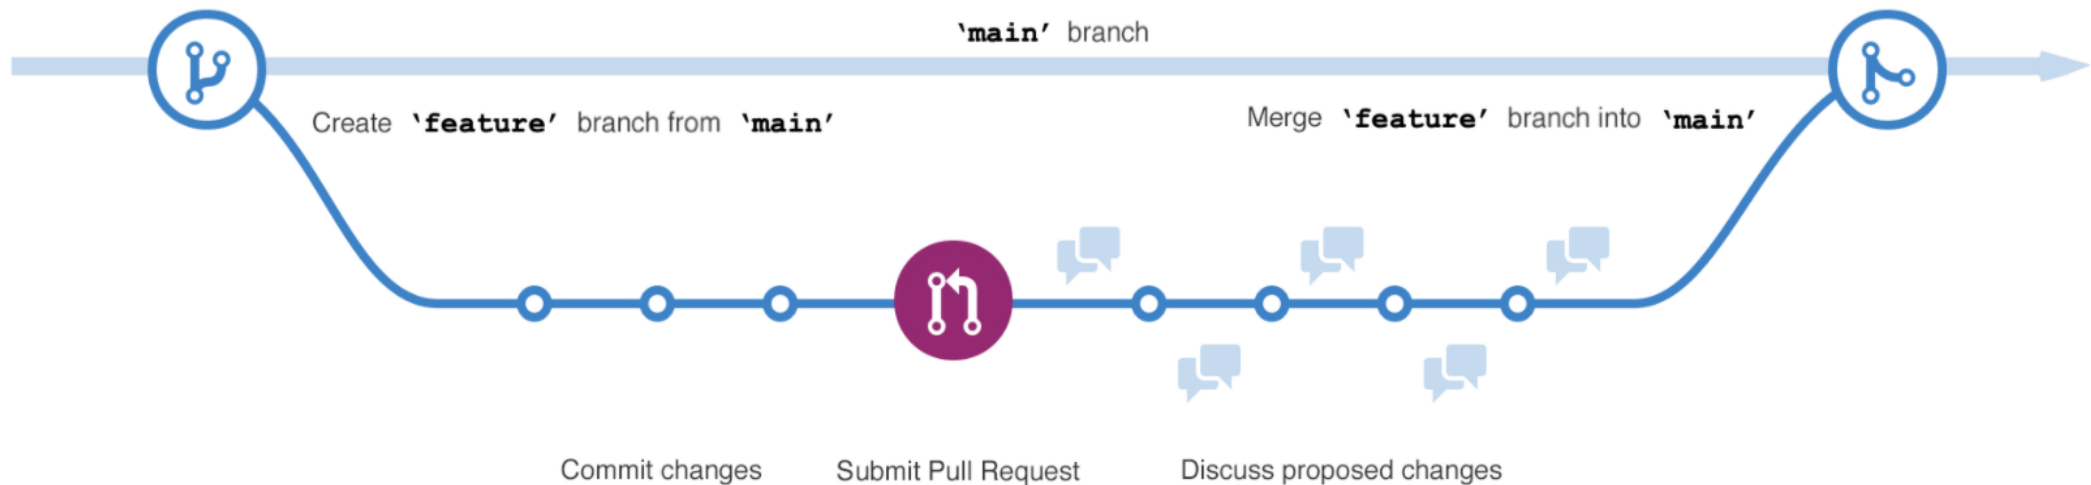 ‘main’ branch
Create ‘feature’ branch from ‘main’
Merge ‘feature’ branch into ‘main’
Commit changes
Submit Pull Request
Discuss proposed changes